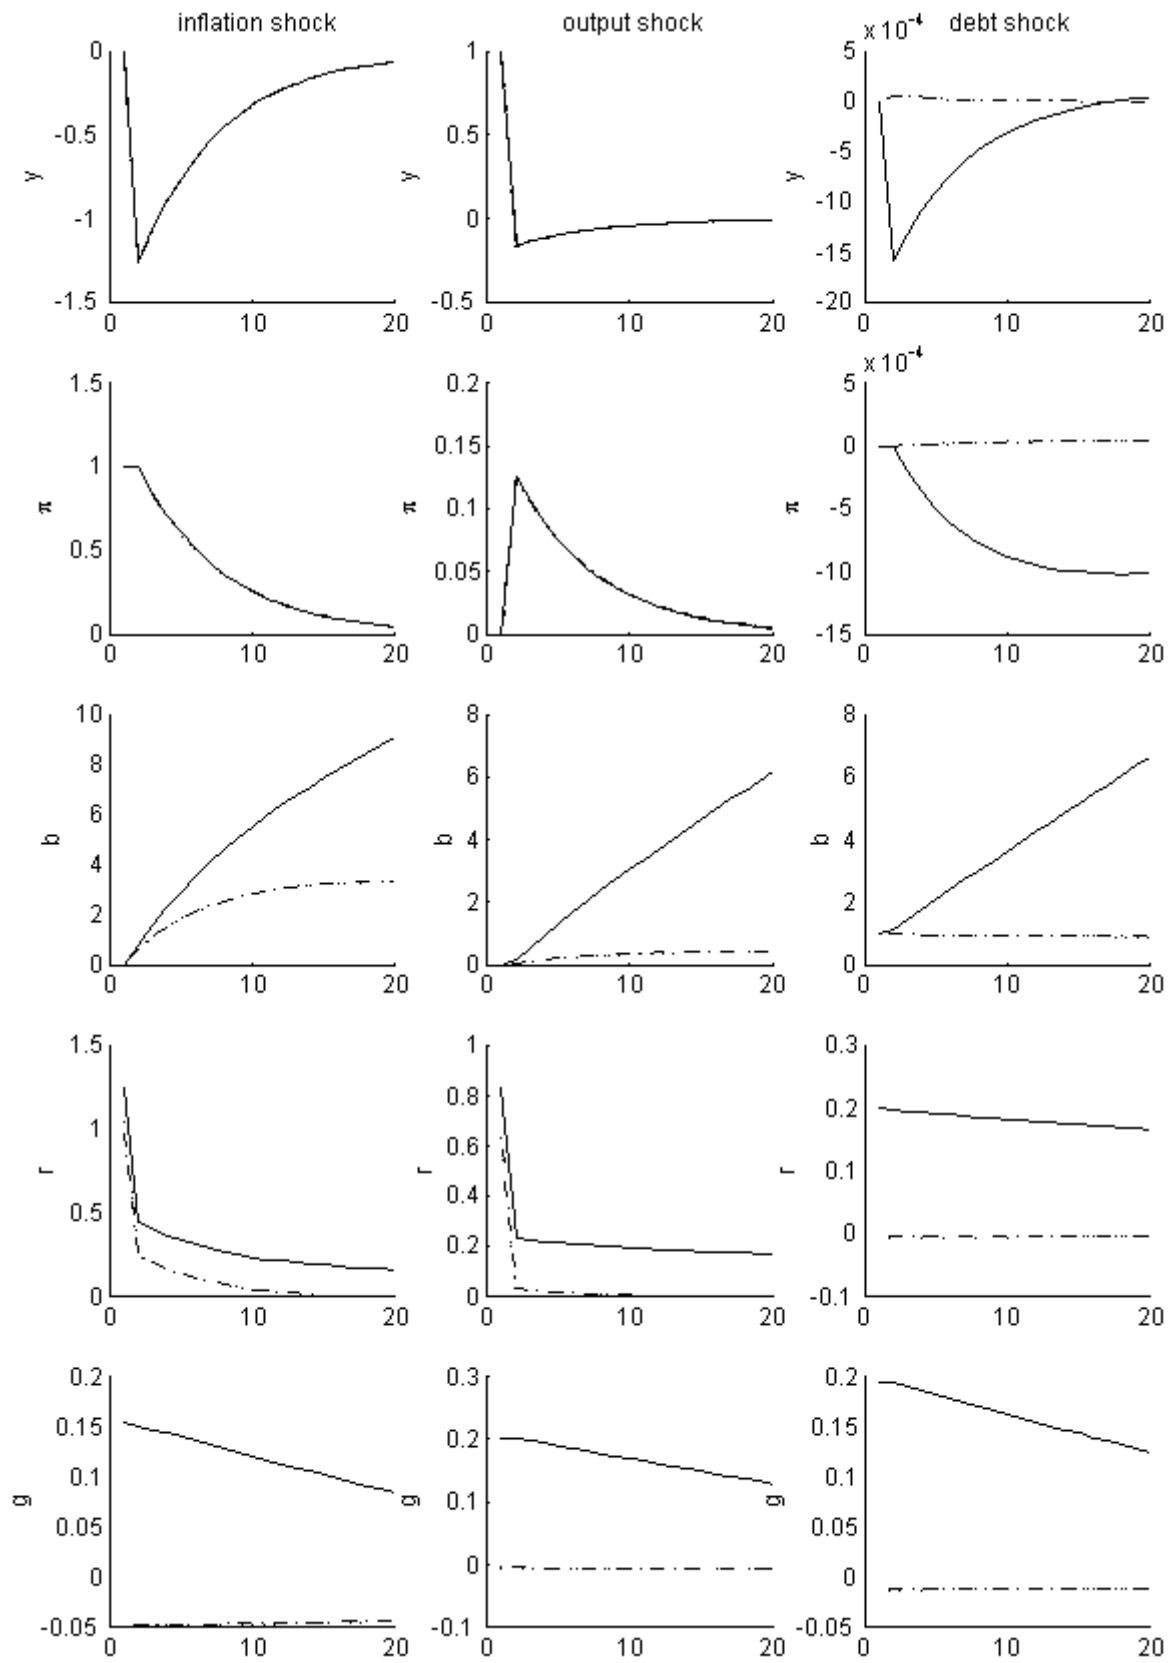 inflation shock output shock debt shock
x 10⁻⁴
0 1 5
-0.5 0.5 0
-1 0 -5
-10
-15
-1.5 -0.5 -20
y y y
0 10 20 0 10 20 0 10 20
x 10⁻⁴
1.5 0.2 5
1 0.15 0
0.1 -5
0.5 0.05 -10
0 0 -15
π π π
0 10 20 0 10 20 0 10 20
10 8 8
8 6 6
6 4 4
4 2 2
2
0 0 0
b b b
0 10 20 0 10 20 0 10 20
1.5 1 0.3
1 0.8 0.2
0.6 0.1
0.5 0.4 0
0.2
0 0 -0.1
r r r
0 10 20 0 10 20 0 10 20
0.2 0.3 0.2
0.15 0.2 0.15
0.1 0.1 0.1
0.05 0.05
0 0 0
-0.05 -0.1 -0.05
g g g
0 10 20 0 10 20 0 10 20